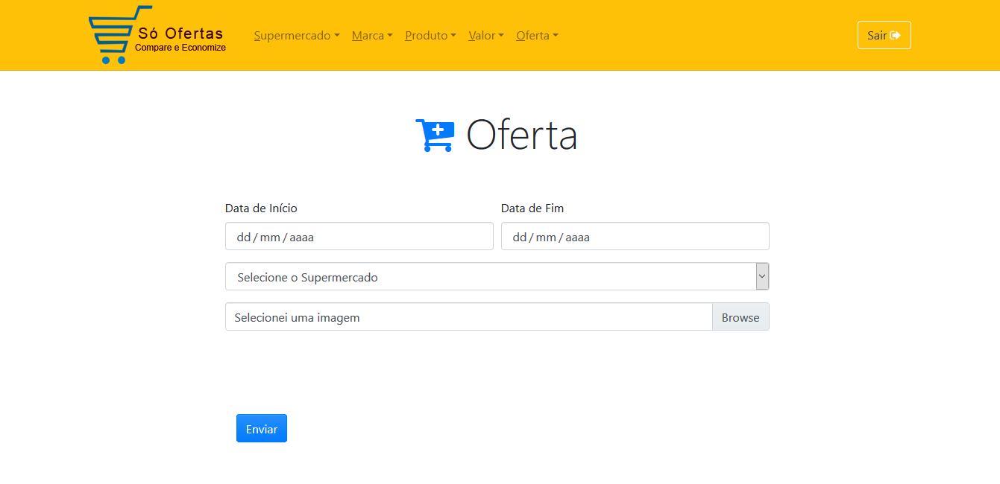 Só Ofertas
Compare e Economize
Supermercado Marca Produto Valor Oferta
Sair
Oferta
Data de Início Data de Fim
dd / mm / aaaa dd / mm / aaaa
Selecione o Supermercado
Selecionei uma imagem Browse
Enviar